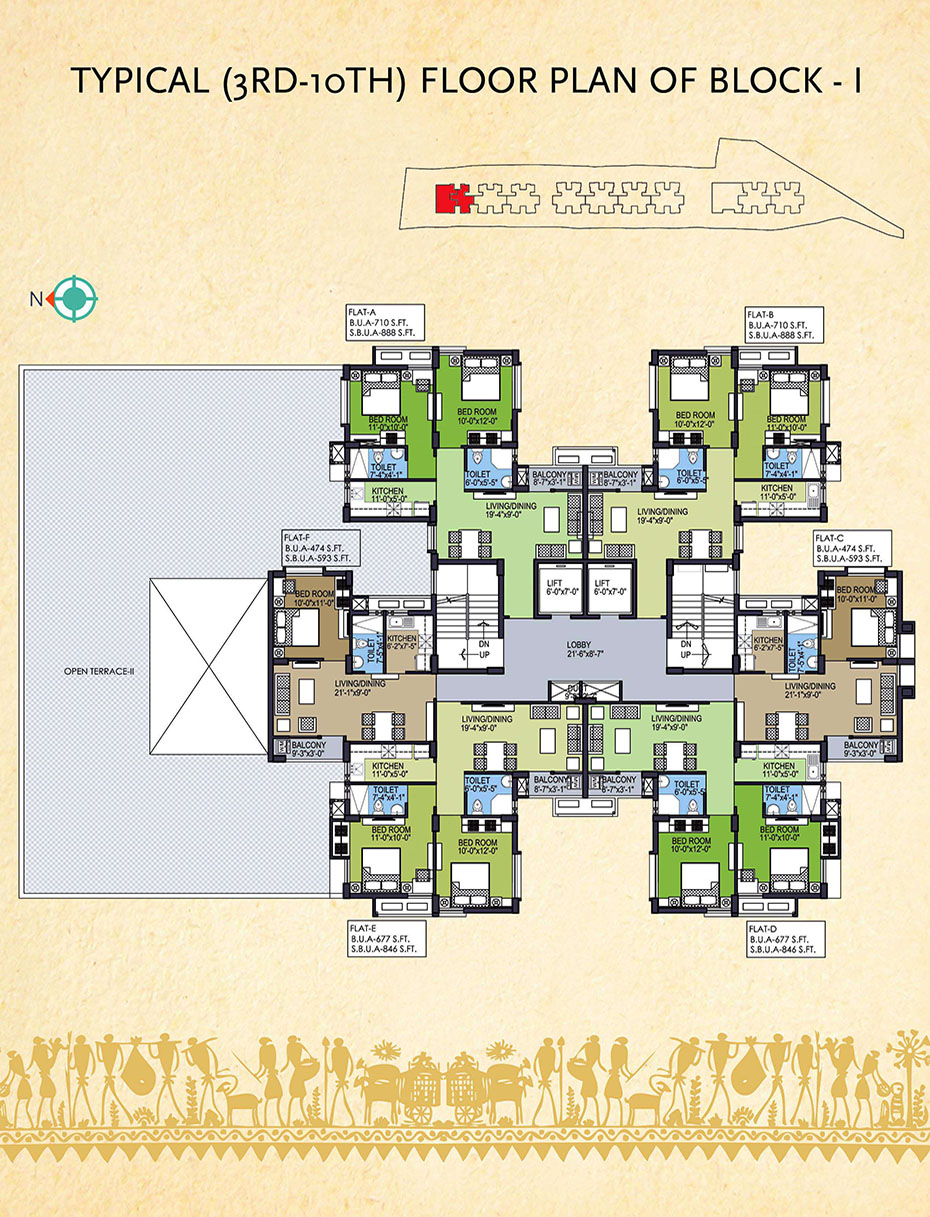 TYPICAL (3RD-10TH) FLOOR PLAN OF BLOCK - I
N
FLAT-A
B.U.A-710 S.FT.
S.B.U.A-888 S.FT.
FLAT-B
B.U.A-710 S.FT.
S.B.U.A-888 S.FT.
BED ROOM
11'-0"x10'-0"
BED ROOM
10'-0"x12'-0"
BED ROOM
10'-0"x12'-0"
BED ROOM
11'-0"x10'-0"
TOILET
7'-4"x4'-1"
TOILET
6'-0"x5'-5"
BALCONY
8'-7"x3'-1"
BALCONY
8'-7"x3'-1"
TOILET
6'-0"x5'-5"
TOILET
7'-4"x4'-1"
KITCHEN
11'-0"x5'-0"
LIVING/DINING
19'-4"x9'-0"
LIVING/DINING
19'-4"x9'-0"
KITCHEN
11'-0"x5'-0"
FLAT-F
B.U.A-474 S.FT.
S.B.U.A-593 S.FT.
FLAT-C
B.U.A-474 S.FT.
S.B.U.A-593 S.FT.
LIFT
6'-0"x7'-0"
LIFT
6'-0"x7'-0"
BED ROOM
10'-0"x11'-0"
BED ROOM
10'-0"x11'-0"
TOILET
7'-5"x4'-1"
KITCHEN
6'-2"x7'-5"
DN
UP
LOBBY
21'-6"x8'-7"
DN
UP
KITCHEN
6'-2"x7'-5"
TOILET
7'-5"x4'-1"
OPEN TERRACE-II
LIVING/DINING
21'-1"x9'-0"
LIVING/DINING
21'-1"x9'-0"
LIVING/DINING
19'-4"x9'-0"
LIVING/DINING
19'-4"x9'-0"
BALCONY
9'-3"x3'-0"
BALCONY
9'-3"x3'-0"
KITCHEN
11'-0"x5'-0"
KITCHEN
11'-0"x5'-0"
TOILET
7'-4"x4'-1"
TOILET
6'-0"x5'-5"
BALCONY
8'-7"x3'-1"
BALCONY
8'-7"x3'-1"
TOILET
6'-0"x5'-5"
TOILET
7'-4"x4'-1"
BED ROOM
11'-0"x10'-0"
BED ROOM
10'-0"x12'-0"
BED ROOM
10'-0"x12'-0"
BED ROOM
11'-0"x10'-0"
FLAT-E
B.U.A-677 S.FT.
S.B.U.A-846 S.FT.
FLAT-D
B.U.A-677 S.FT.
S.B.U.A-846 S.FT.